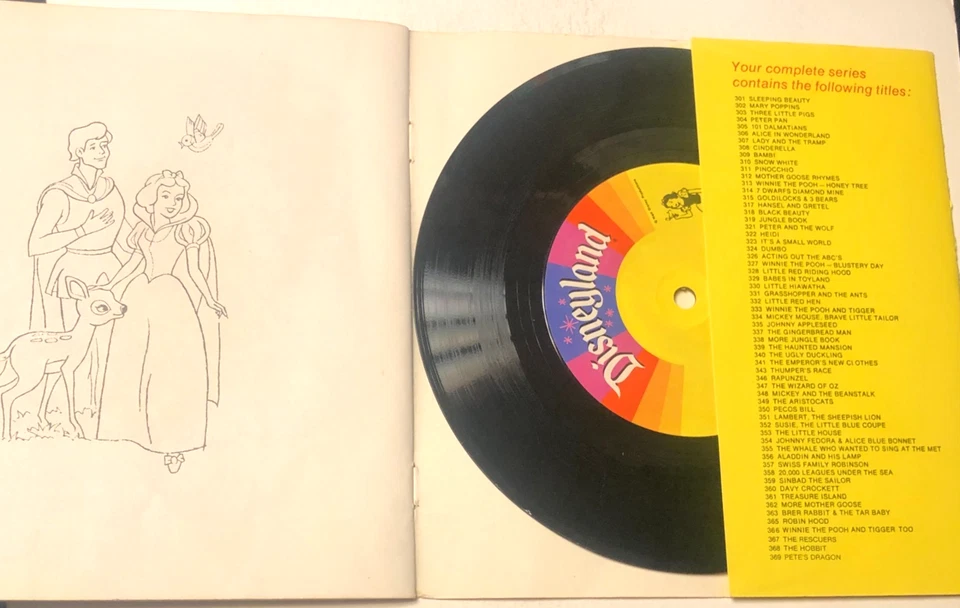 Disneyland
Your complete series
contains the following titles:
301 SLEEPING BEAUTY
302 MARY POPPINS
303 THREE LITTLE PIGS
304 PETER PAN
305 101 DALMATIANS
306 ALICE IN WONDERLAND
307 LADY AND THE TRAMP
308 CINDERELLA
309 BAMBI
310 SNOW WHITE
311 PINOCCHIO
312 MOTHER GOOSE RHYMES
313 WINNIE THE POOH – HONEY TREE
314 7 DWARFS DIAMOND MINE
315 GOLDILOCKS & 3 BEARS
317 HANSEL AND GRETEL
318 BLACK BEAUTY
319 JUNGLE BOOK
321 PETER AND THE WOLF
322 HEIDI
323 IT'S A SMALL WORLD
324 DUMBO
326 ACTING OUT THE ABC'S
327 WINNIE THE POOH – BLUSTERY DAY
328 LITTLE RED RIDING HOOD
329 BABES IN TOYLAND
330 LITTLE HIAWATHA
331 GRASSHOPPER AND THE ANTS
332 LITTLE RED HEN
333 WINNIE THE POOH AND TIGGER
334 MICKEY MOUSE, BRAVE LITTLE TAILOR
335 JOHNNY APPLESEED
337 THE GINGERBREAD MAN
338 MORE JUNGLE BOOK
339 THE HAUNTED MANSION
340 THE UGLY DUCKLING
341 THE EMPEROR'S NEW CLOTHES
343 THUMPER'S RACE
346 RAPUNZEL
347 THE WIZARD OF OZ
348 MICKEY AND THE BEANSTALK
349 THE ARISTOCATS
350 PECOS BILL
351 LAMBERT, THE SHEEPISH LION
352 SUSIE, THE LITTLE BLUE COUPE
353 THE LITTLE HOUSE
354 JOHNNY FEDORA & ALICE BLUE BONNET
355 THE WHALE WHO WANTED TO SING AT THE MET
356 ALADDIN AND HIS LAMP
357 SWISS FAMILY ROBINSON
358 20,000 LEAGUES UNDER THE SEA
359 SINBAD THE SAILOR
360 DAVY CROCKETT
361 TREASURE ISLAND
362 MORE MOTHER GOOSE
363 BRER RABBIT & THE TAR BABY
365 ROBIN HOOD
366 WINNIE THE POOH AND TIGGER TOO
367 THE RESCUERS
368 THE HOBBIT
369 PETE'S DRAGON